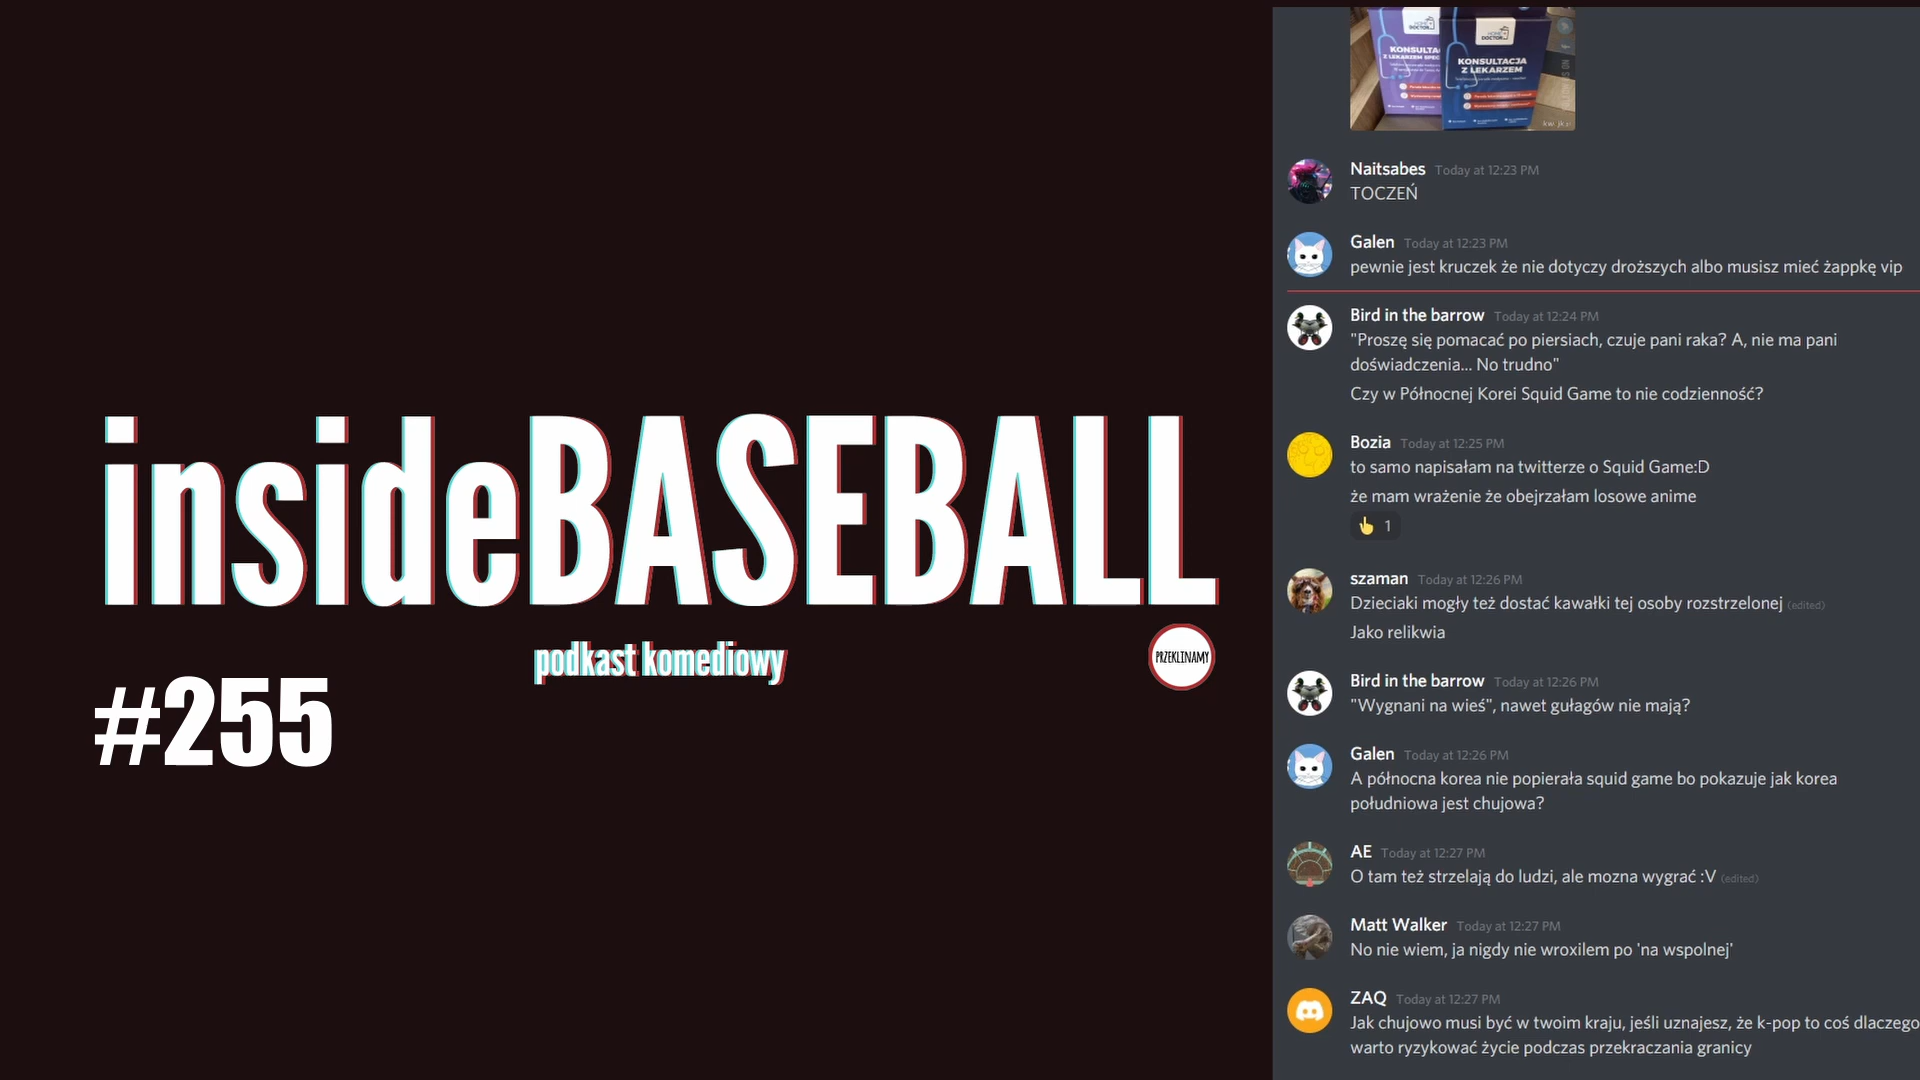 insideBASEBALL
podkast komediowy
PRZEKLINAMY
#255
HOME DOCTOR
KONSULTACJA
Z LEKARZEM
Naitsabes Today at 12:23 PM
TOCZEŃ
Galen Today at 12:23 PM
pewnie jest kruczek że nie dotyczy droższych albo musisz mieć żappkę vip
Bird in the barrow Today at 12:24 PM
"Proszę się pomacać po piersiach, czuje pani raka? A, nie ma pani
doświadczenia... No trudno"
Czy w Północnej Korei Squid Game to nie codzienność?
Bozia Today at 12:25 PM
to samo napisałam na twitterze o Squid Game:D
że mam wrażenie że obejrzałam losowe anime
1
szaman Today at 12:26 PM
Dzieciaki mogły też dostać kawałki tej osoby rozstrzelonej (edited)
Jako relikwia
Bird in the barrow Today at 12:26 PM
"Wygnani na wieś", nawet gułagów nie mają?
Galen Today at 12:26 PM
A północna korea nie popierała squid game bo pokazuje jak korea
południowa jest chujowa?
AE Today at 12:27 PM
O tam też strzelają do ludzi, ale mozna wygrać :V (edited)
Matt Walker Today at 12:27 PM
No nie wiem, ja nigdy nie wroxilem po 'na wspolnej'
ZAQ Today at 12:27 PM
Jak chujowo musi być w twoim kraju, jeśli uznajesz, że k-pop to coś dlaczego
warto ryzykować życie podczas przekraczania granicy